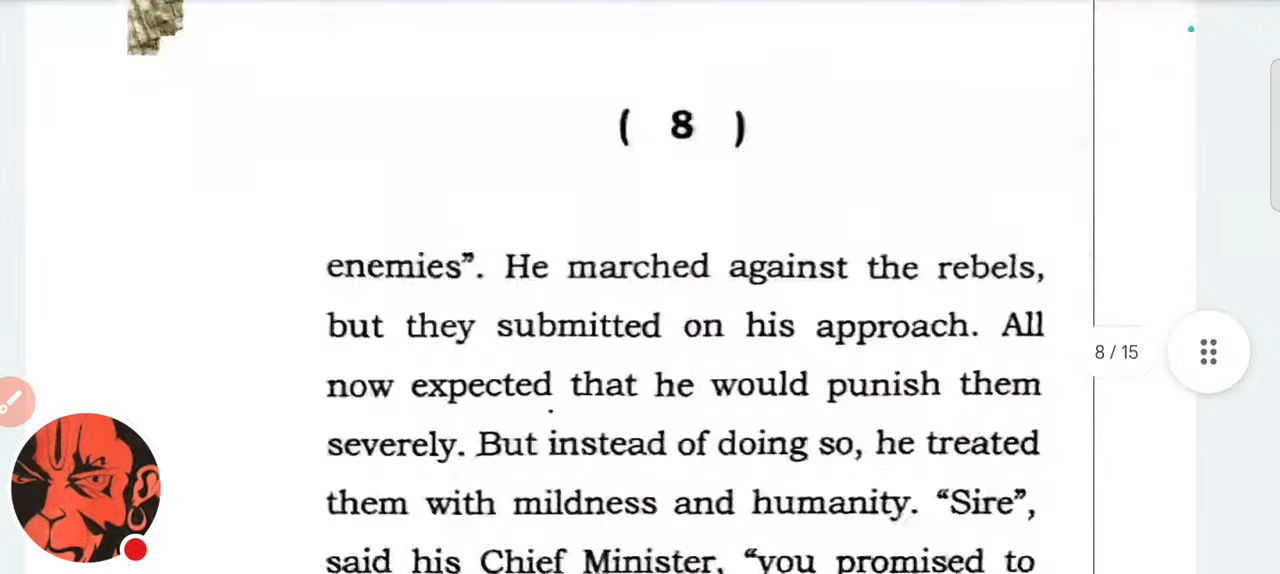 ( 8 )
enemies”. He marched against the rebels,
but they submitted on his approach. All
now expected that he would punish them
severely. But instead of doing so, he treated
them with mildness and humanity. “Sire”,
said his Chief Minister, “you promised to
8 / 15